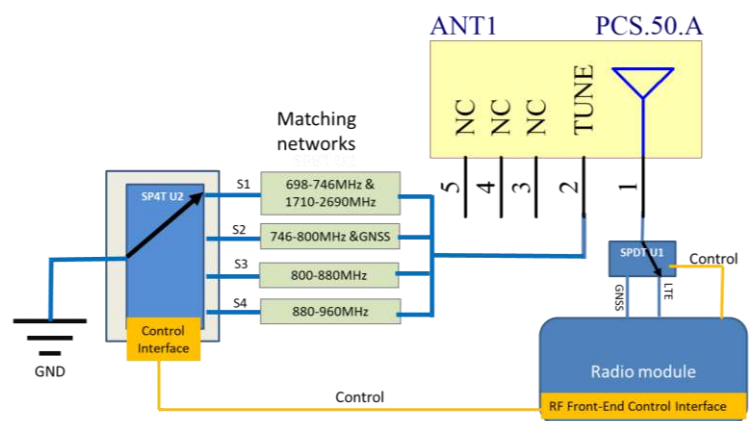 ANT1
PCS.50.A
NC
NC
NC
TUNE
5
4
3
2
1
Matching
networks
SP4T U2
S1
698-746MHz &
1710-2690MHz
S2
746-800MHz &GNSS
S3
800-880MHz
S4
880-960MHz
SPDT U1
Control
GNSS
LTE
Control
Interface
GND
Radio module
Control
RF Front-End Control Interface